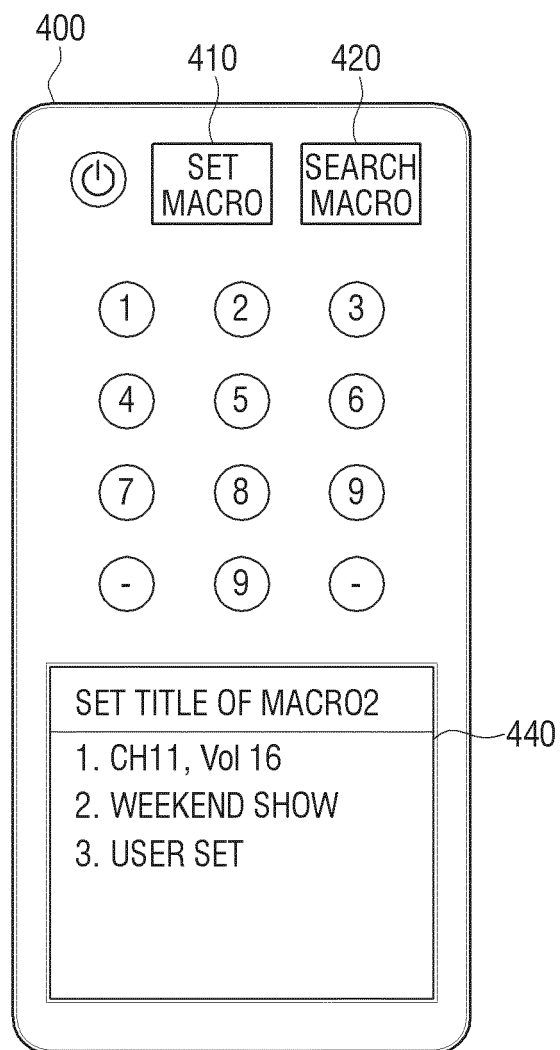 400
410
420
SET
MACRO
SEARCH
MACRO
1 2 3
4 5 6
7 8 9
- 9 -
SET TITLE OF MACRO2
440
1. CH11, Vol 16
2. WEEKEND SHOW
3. USER SET